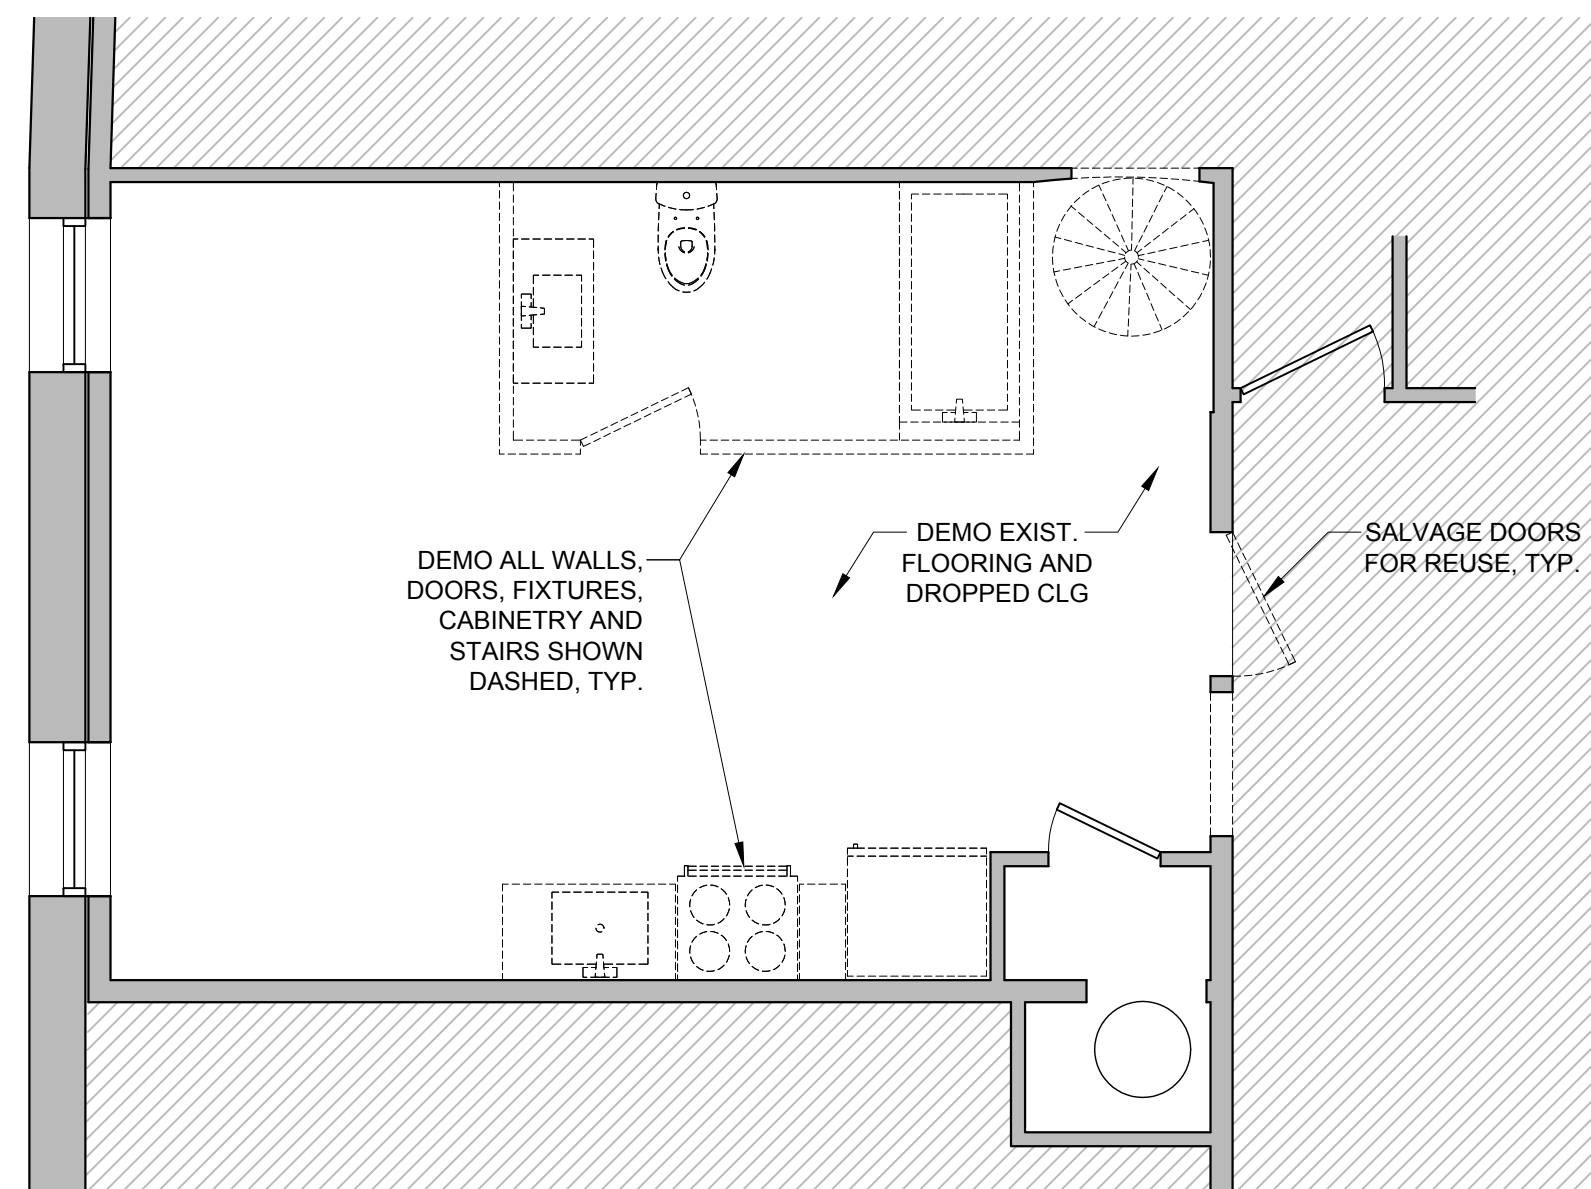 DEMO ALL WALLS,
DOORS, FIXTURES,
CABINETRY AND
STAIRS SHOWN
DASHED, TYP.
DEMO EXIST.
FLOORING AND
DROPPED CLG
SALVAGE DOORS
FOR REUSE, TYP.